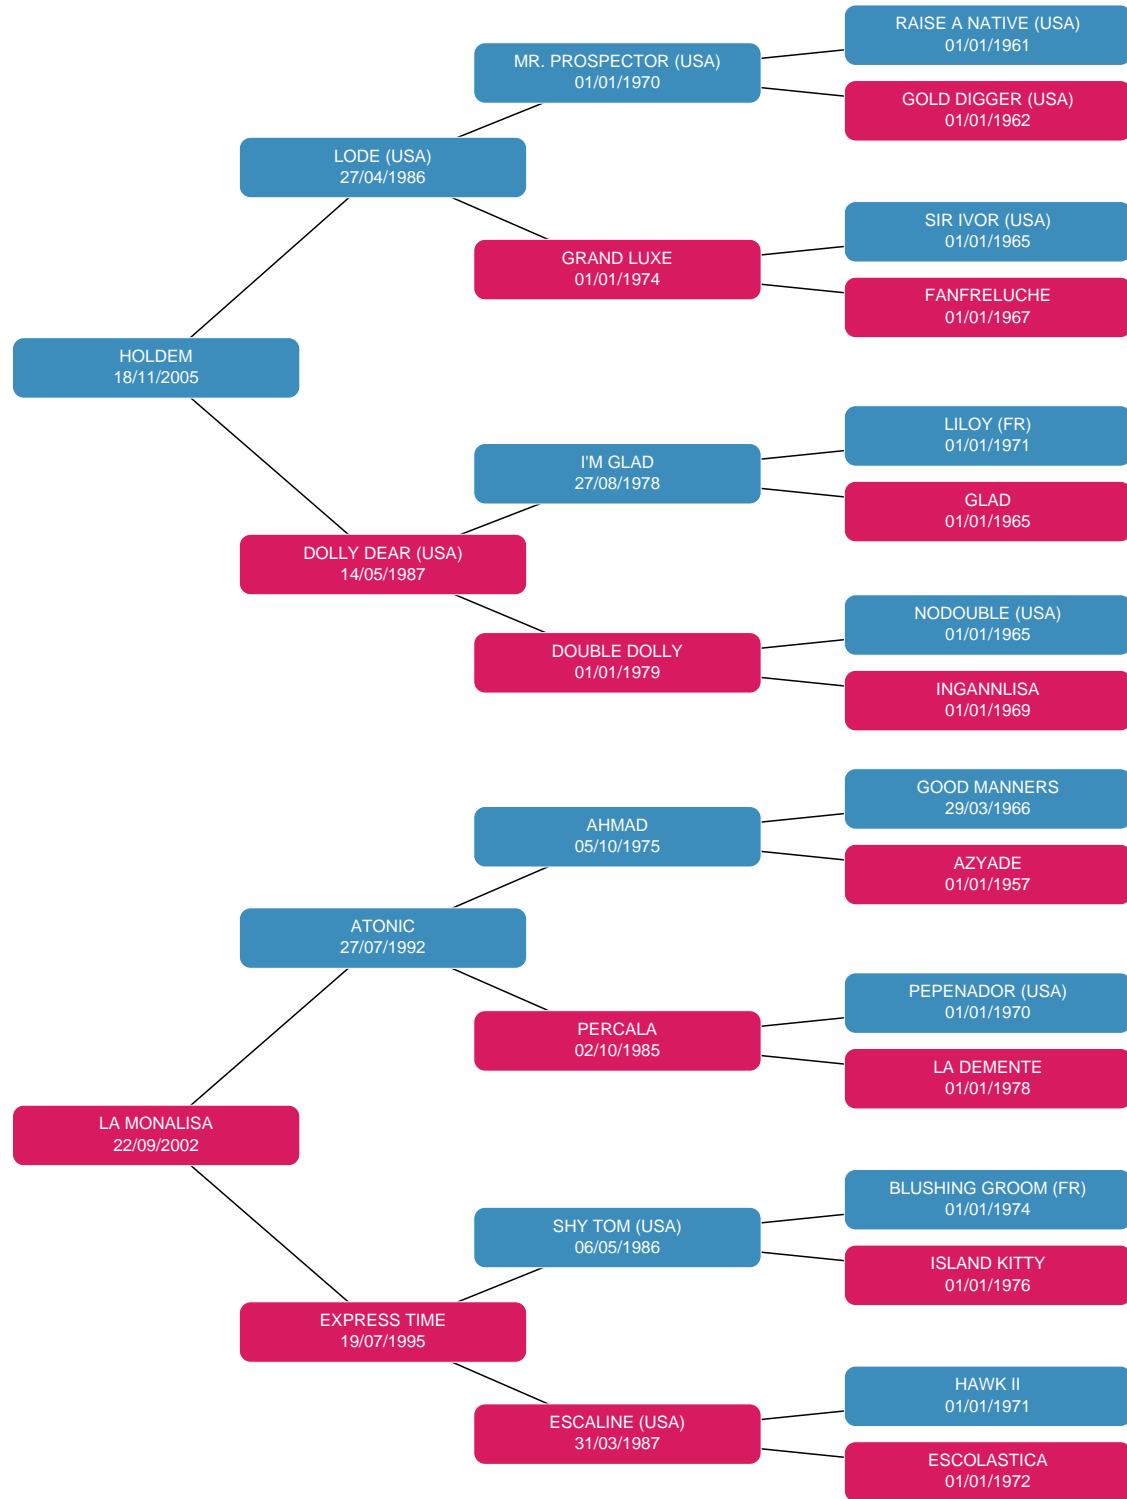 RAISE A NATIVE (USA)
01/01/1961
MR. PROSPECTOR (USA)
01/01/1970
GOLD DIGGER (USA)
01/01/1962
LODE (USA)
27/04/1986
SIR IVOR (USA)
01/01/1965
GRAND LUXE
01/01/1974
FANFRELUCHE
01/01/1967
HOLDEM
18/11/2005
LILOY (FR)
01/01/1971
I'M GLAD
27/08/1978
GLAD
01/01/1965
DOLLY DEAR (USA)
14/05/1987
NODOUBLE (USA)
01/01/1965
DOUBLE DOLLY
01/01/1979
INGANNLISA
01/01/1969
GOOD MANNERS
29/03/1966
AHMAD
05/10/1975
AZYADE
01/01/1957
ATONIC
27/07/1992
PEPENADOR (USA)
01/01/1970
PERCALA
02/10/1985
LA DEMENTE
01/01/1978
LA MONALISA
22/09/2002
BLUSHING GROOM (FR)
01/01/1974
SHY TOM (USA)
06/05/1986
ISLAND KITTY
01/01/1976
EXPRESS TIME
19/07/1995
HAWK II
01/01/1971
ESCALINE (USA)
31/03/1987
ESCOLASTICA
01/01/1972